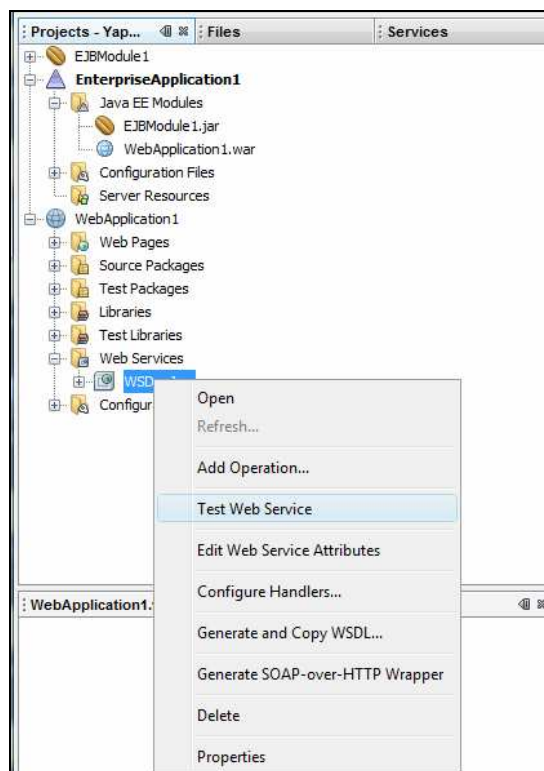 Projects - Yap...
Files
Services
EJBModule1
EnterpriseApplication1
Java EE Modules
EJBModule1.jar
WebApplication1.war
Configuration Files
Server Resources
WebApplication1
Web Pages
Source Packages
Test Packages
Libraries
Test Libraries
Web Services
Open
Refresh...
Add Operation...
Test Web Service
Edit Web Service Attributes
WebApplication1.
Configure Handlers...
Generate and Copy WSDL...
Generate SOAP-over-HTTP Wrapper
Delete
Properties